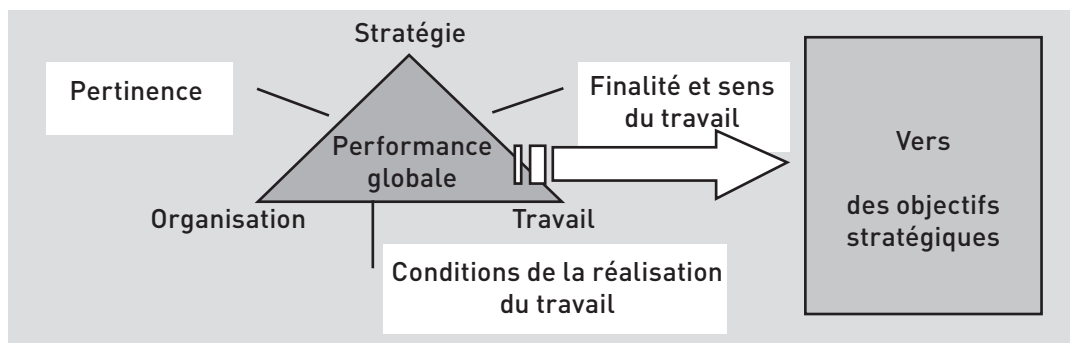 Stratégie
Pertinence
Finalité et sens
du travail
Performance
globale
Organisation
Travail
Conditions de la réalisation
du travail
Vers
des objectifs
stratégiques